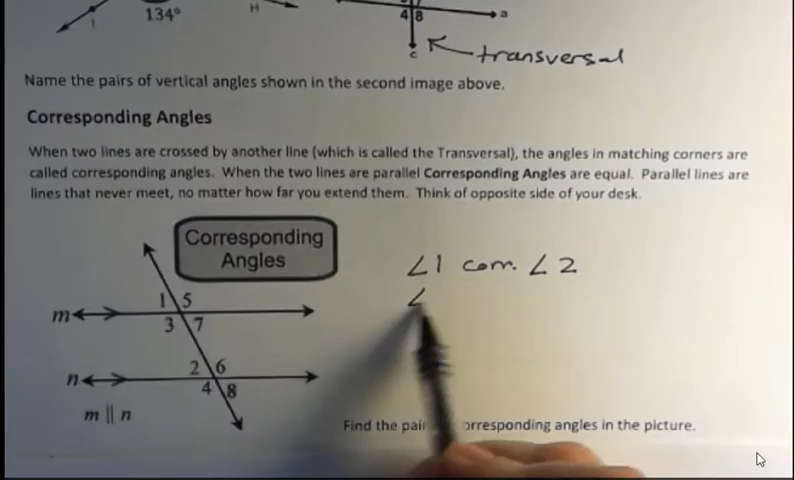 134°
H
4 8
a
c
transversal
Name the pairs of vertical angles shown in the second image above.
Corresponding Angles
When two lines are crossed by another line (which is called the Transversal), the angles in matching corners are
called corresponding angles. When the two lines are parallel Corresponding Angles are equal. Parallel lines are
lines that never meet, no matter how far you extend them. Think of opposite side of your desk.
Corresponding
Angles
∠1 corr. ∠2
∠
1 5
m
3 7
2 6
n
4 8
m || n
Find the pair orresponding angles in the picture.